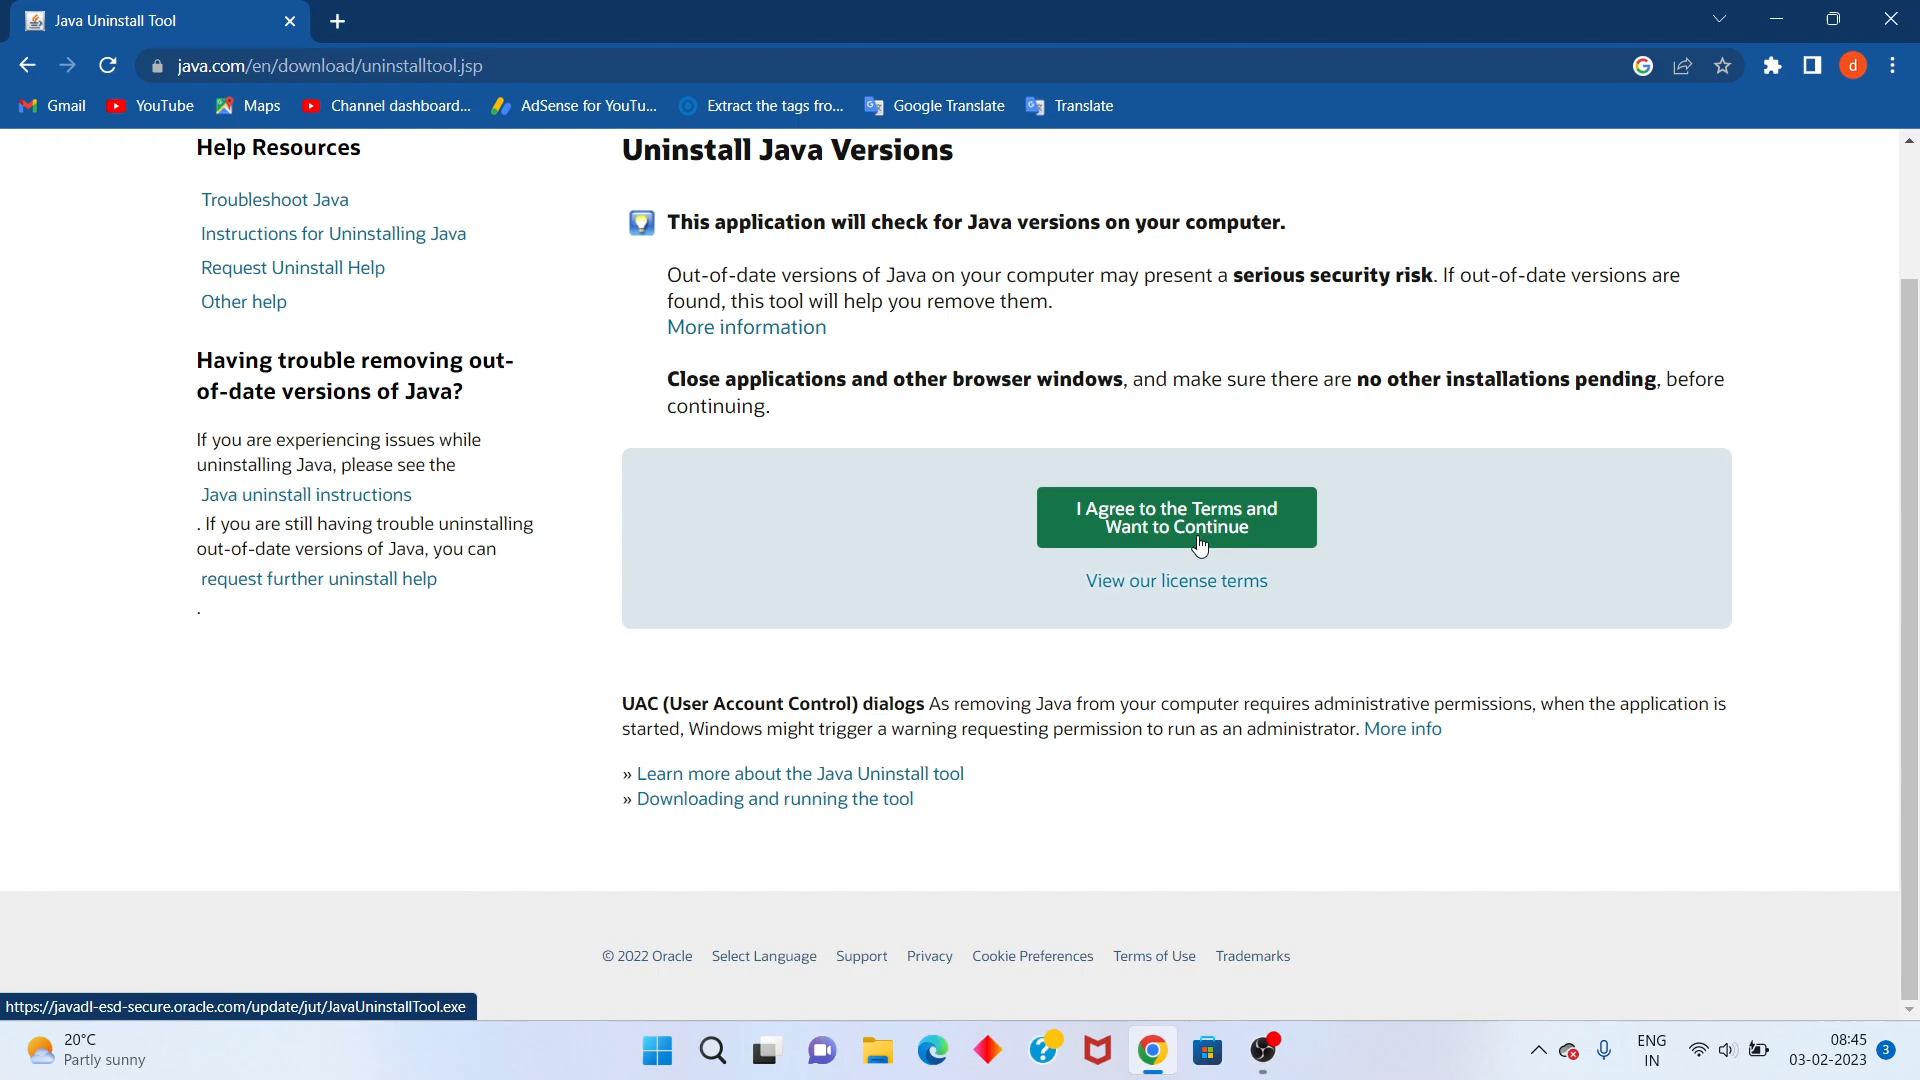 Java Uninstall Tool
java.com/en/download/uninstalltool.jsp
d
Gmail
YouTube
Maps
Channel dashboard...
AdSense for YouTu...
Extract the tags fro...
Google Translate
Translate
Help Resources
Troubleshoot Java
Instructions for Uninstalling Java
Request Uninstall Help
Other help
Having trouble removing out-
of-date versions of Java?
If you are experiencing issues while
uninstalling Java, please see the
Java uninstall instructions
. If you are still having trouble uninstalling
out-of-date versions of Java, you can
request further uninstall help
.
Uninstall Java Versions
This application will check for Java versions on your computer.
Out-of-date versions of Java on your computer may present a serious security risk. If out-of-date versions are
found, this tool will help you remove them.
More information
Close applications and other browser windows, and make sure there are no other installations pending, before
continuing.
I Agree to the Terms and
Want to Continue
View our license terms
UAC (User Account Control) dialogs As removing Java from your computer requires administrative permissions, when the application is
started, Windows might trigger a warning requesting permission to run as an administrator. More info
» Learn more about the Java Uninstall tool
» Downloading and running the tool
© 2022 Oracle
Select Language
Support
Privacy
Cookie Preferences
Terms of Use
Trademarks
https://javadl-esd-secure.oracle.com/update/jut/JavaUninstallTool.exe
20°C
Partly sunny
ENG
IN
08:45
03-02-2023
3